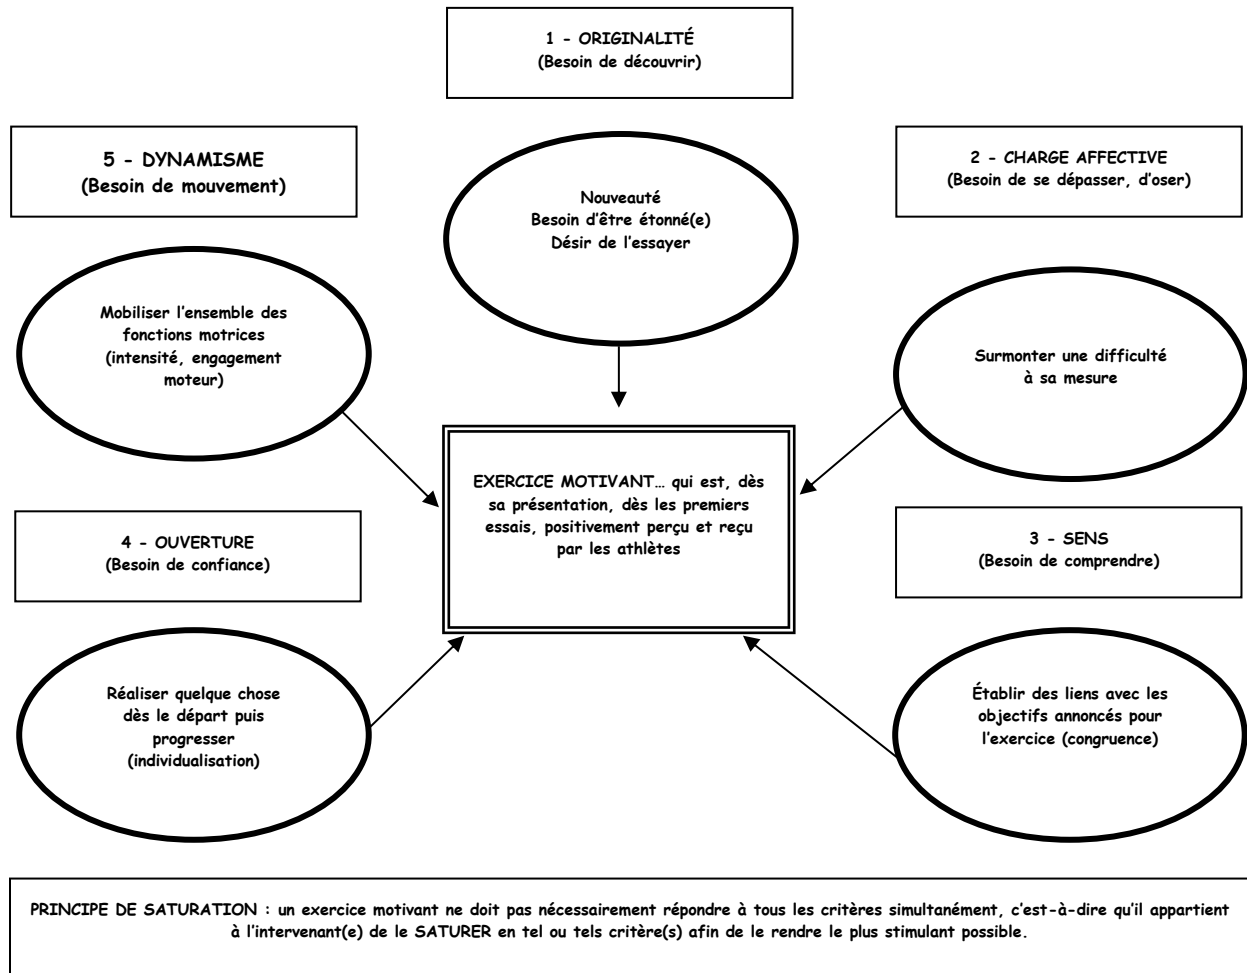 1 - ORIGINALITÉ
(Besoin de découvrir)
Nouveauté
Besoin d'être étonné(e)
Désir de l'essayer
2 - CHARGE AFFECTIVE
(Besoin de se dépasser, d'oser)
Surmonter une difficulté
à sa mesure
3 - SENS
(Besoin de comprendre)
Établir des liens avec les
objectifs annoncés pour
l'exercice (congruence)
4 - OUVERTURE
(Besoin de confiance)
Réaliser quelque chose
dès le départ puis
progresser
(individualisation)
5 - DYNAMISME
(Besoin de mouvement)
Mobiliser l'ensemble des
fonctions motrices
(intensité, engagement
moteur)
EXERCICE MOTIVANT… qui est, dès
sa présentation, dès les premiers
essais, positivement perçu et reçu
par les athlètes
PRINCIPE DE SATURATION : un exercice motivant ne doit pas nécessairement répondre à tous les critères simultanément, c'est-à-dire qu'il appartient
à l'intervenant(e) de le SATURER en tel ou tels critère(s) afin de le rendre le plus stimulant possible.